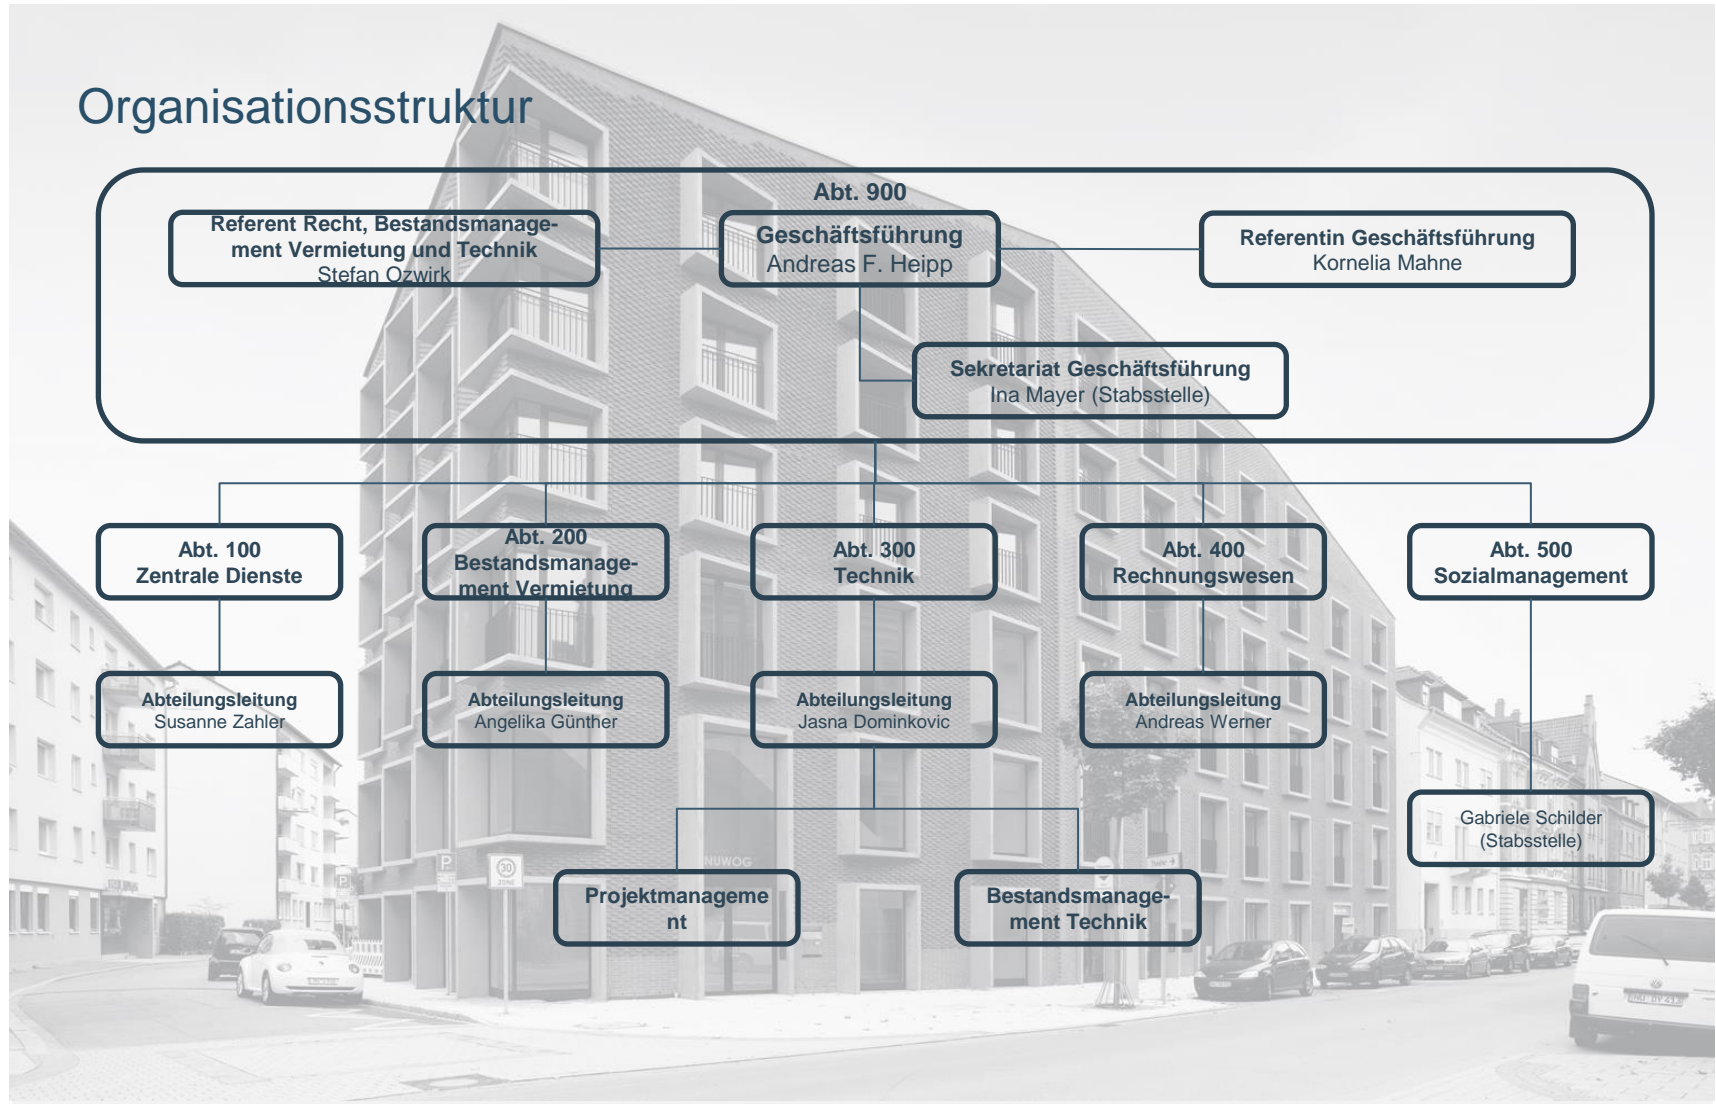 Organisationsstruktur
Abt. 900
Referent Recht, Bestandsmanage-
ment Vermietung und Technik
Stefan Ozwirk
Geschäftsführung
Andreas F. Heipp
Referentin Geschäftsführung
Kornelia Mahne
Sekretariat Geschäftsführung
Ina Mayer (Stabsstelle)
Abt. 100
Zentrale Dienste
Abt. 200
Bestandsmanage-
ment Vermietung
Abt. 300
Technik
Abt. 400
Rechnungswesen
Abt. 500
Sozialmanagement
Abteilungsleitung
Susanne Zahler
Abteilungsleitung
Angelika Günther
Abteilungsleitung
Jasna Dominkovic
Abteilungsleitung
Andreas Werner
Gabriele Schilder
(Stabsstelle)
Projektmanageme
nt
Bestandsmanage-
ment Technik
NUWOG
P
30
ZONE